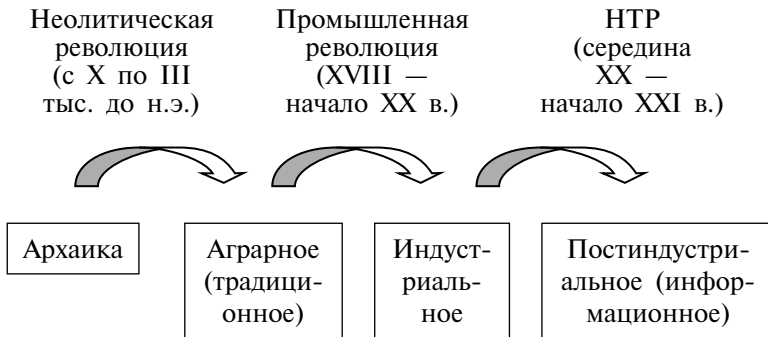 Неолитическая
революция
(с X по III
тыс. до н.э.)
Промышленная
революция
(XVIII —
начало XX в.)
НТР
(середина
XX —
начало XXI в.)
Архаика
Аграрное
(традици-
онное)
Индуст-
риаль-
ное
Постиндустри-
альное (инфор-
мационное)